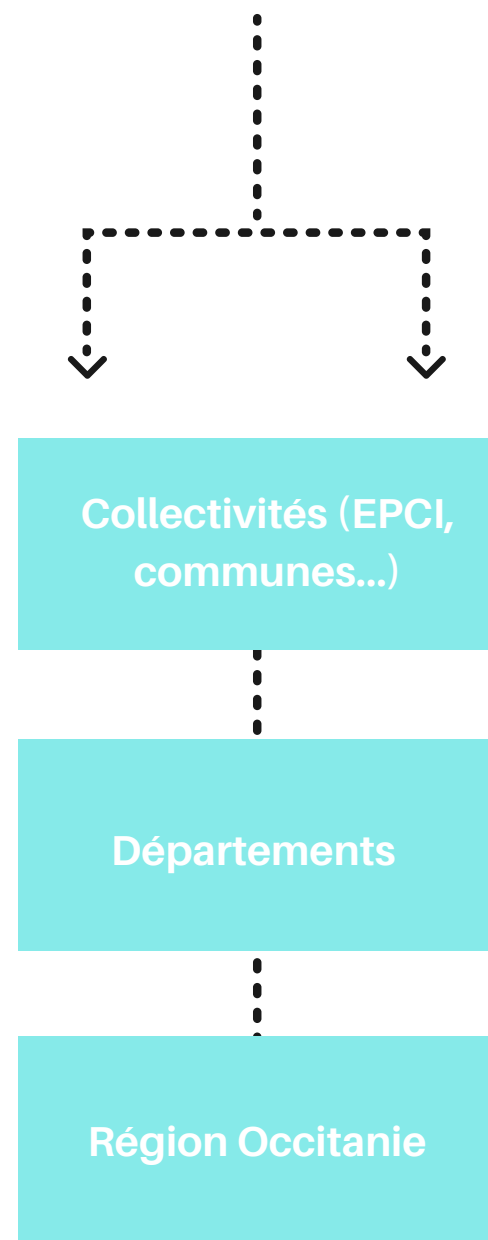 Collectivités (EPCI,
communes...)
Départements
Région Occitanie